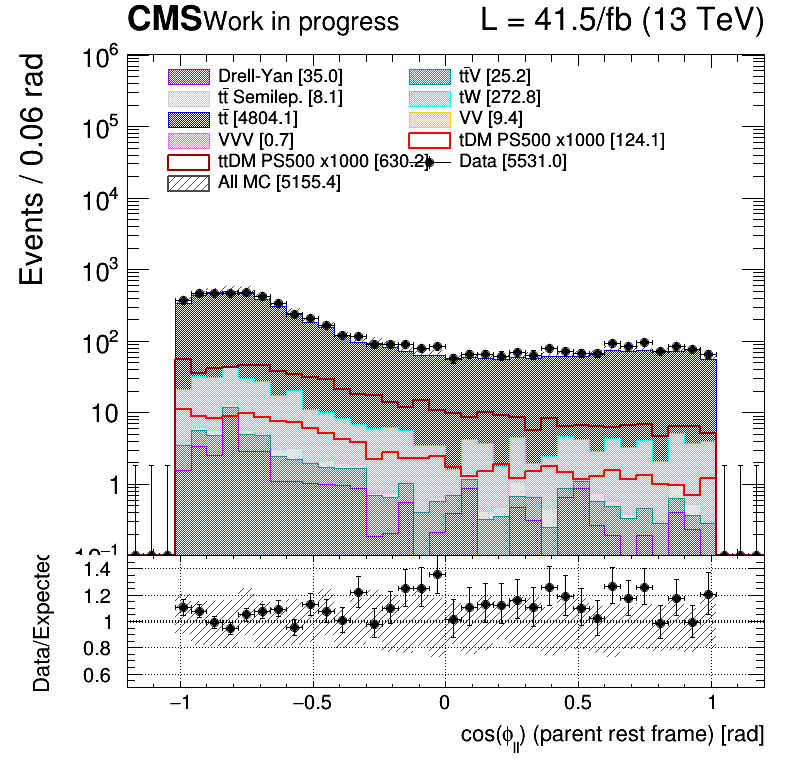 CMS Work in progress L = 41.5/fb (13 TeV)
Events / 0.06 rad
10⁶
10⁵
10⁴
10³
10²
10
1
10⁻¹
Drell-Yan [35.0] tt̄V [25.2]
tt̄ Semilep. [8.1] tW [272.8]
tt̄ [4804.1] VV [9.4]
VVV [0.7] tDM PS500 x1000 [124.1]
ttDM PS500 x1000 [630.2] Data [5531.0]
All MC [5155.4]
Data/Expected
1.4
1.2
1
0.8
0.6
−1 −0.5 0 0.5 1
cos(ϕ_ll) (parent rest frame) [rad]